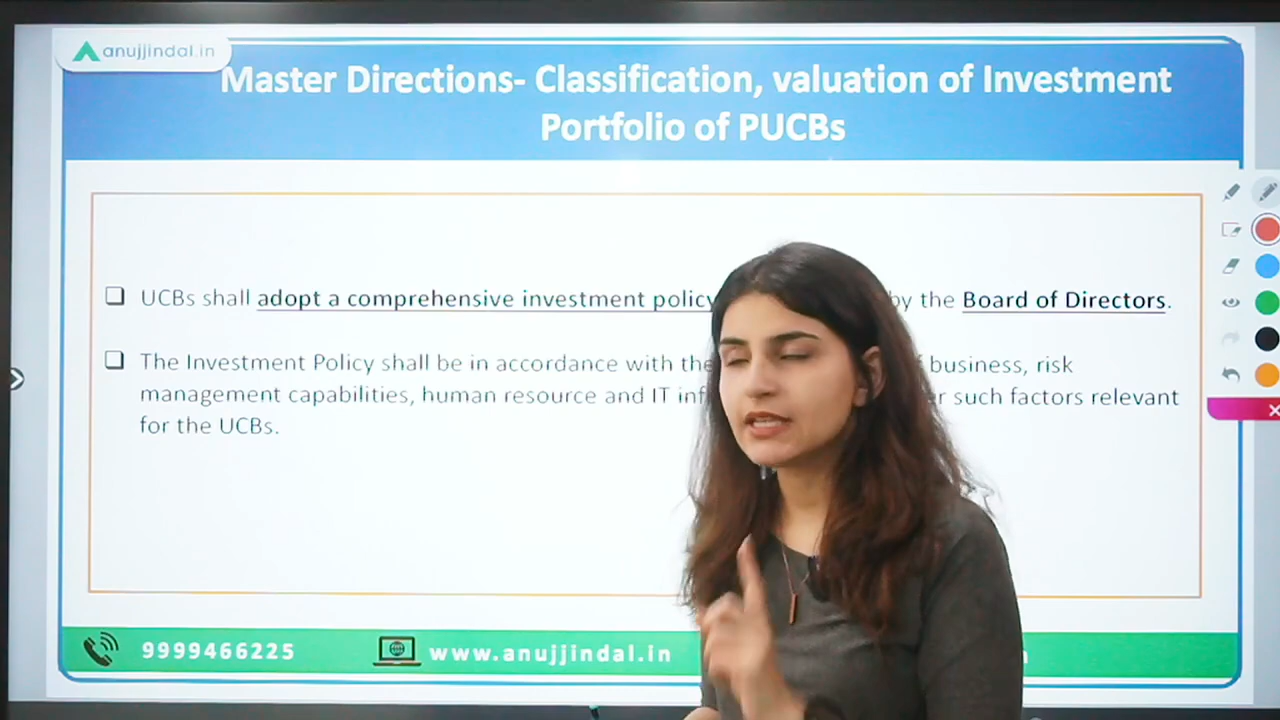 anujjindal.in
Master Directions- Classification, valuation of Investment
Portfolio of PUCBs
UCBs shall adopt a comprehensive investment policy by the Board of Directors.
The Investment Policy shall be in accordance with the business, risk
management capabilities, human resource and IT such factors relevant
for the UCBs.
9999466225
www.anujjindal.in